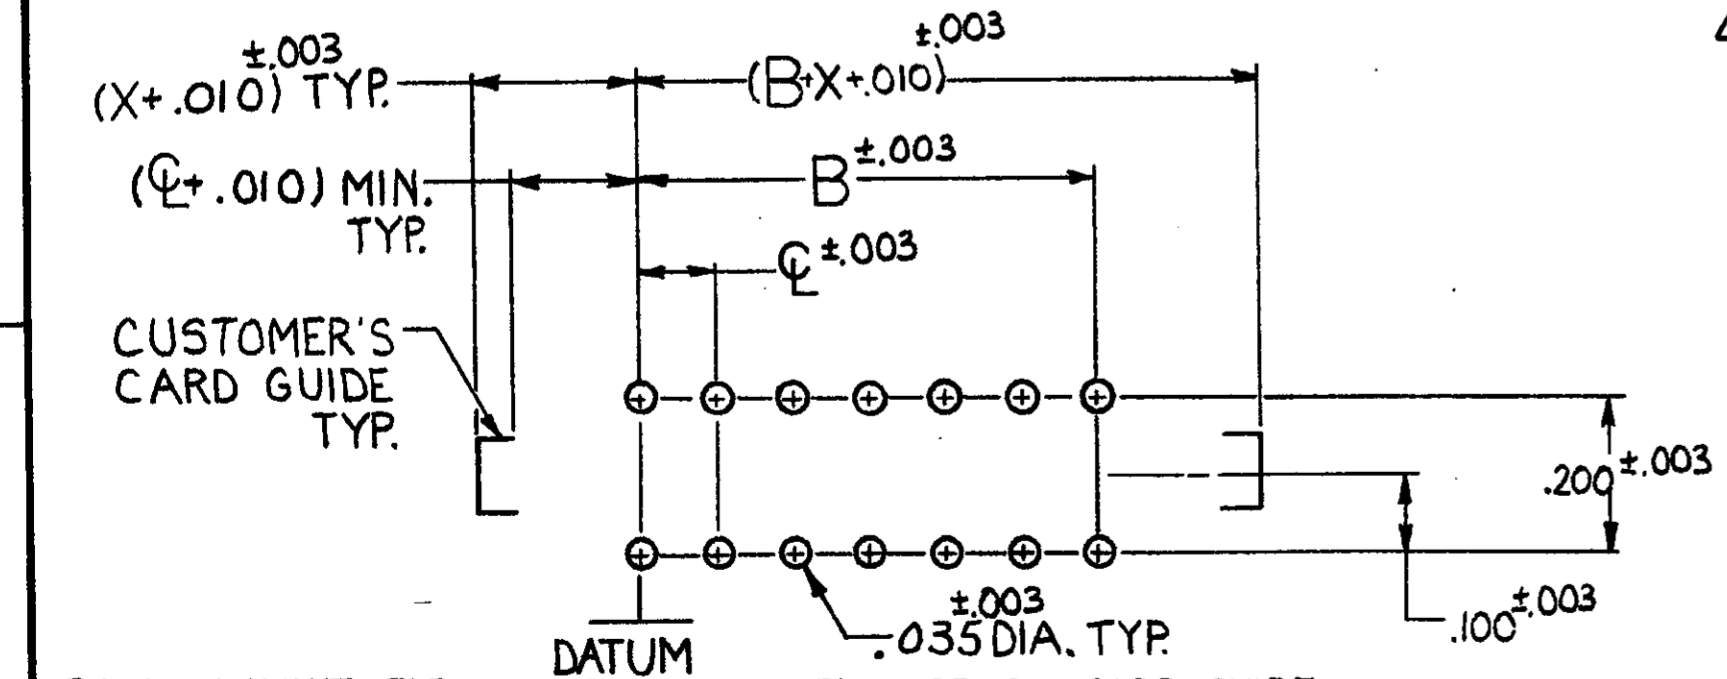 ±.003
(X+.010) TYP.
±.003
(B+X+.010)
(℄+.010) MIN.
TYP.
B ±.003
℄ ±.003
CUSTOMER'S
CARD GUIDE
TYP.
.200 ±.003
.100 ±.003
±.003
.035 DIA. TYP.
DATUM